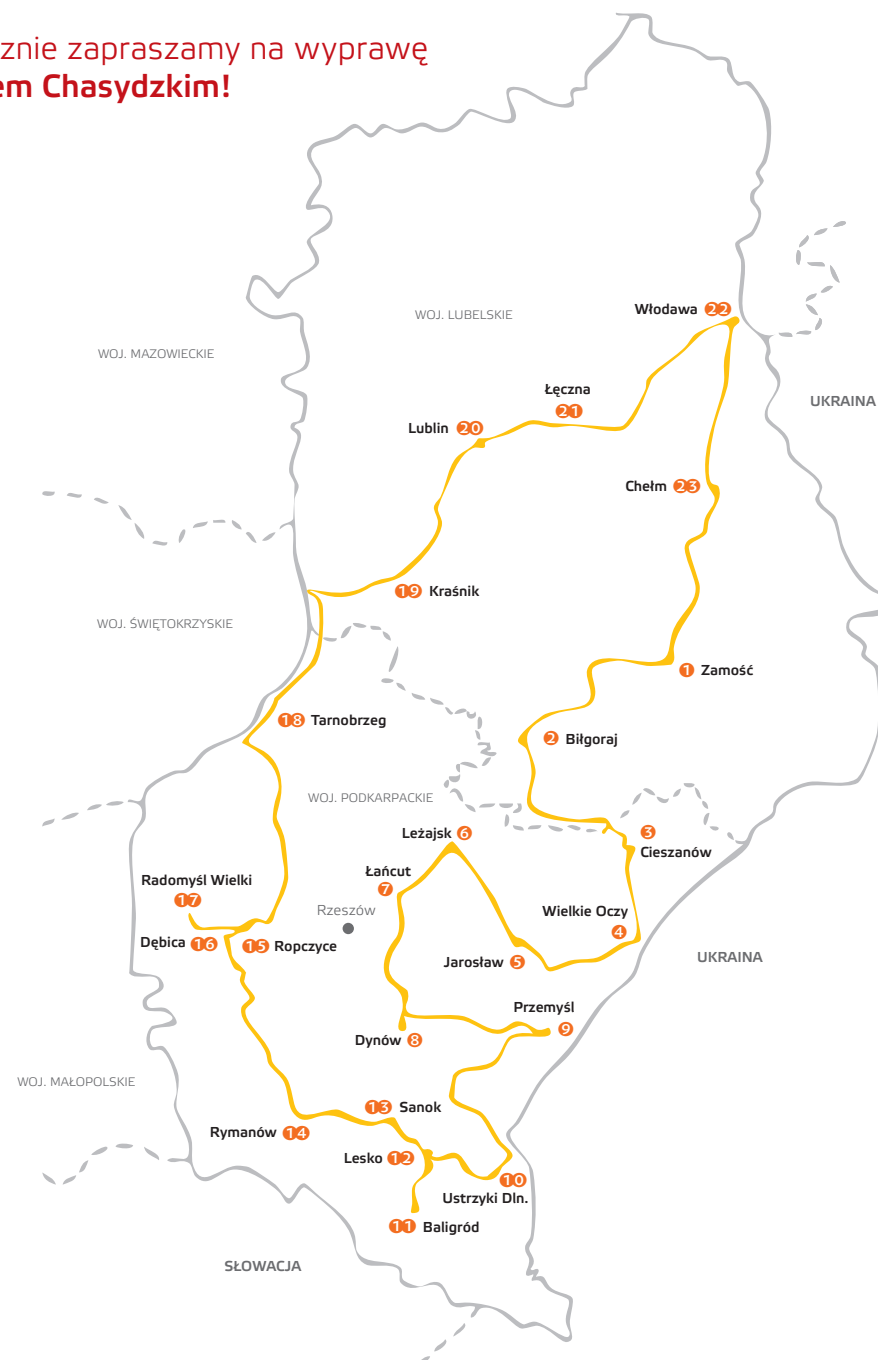 znie zapraszamy na wyprawę
em Chasydzkim!
WOJ. LUBELSKIE
Włodawa 22
WOJ. MAZOWIECKIE
Łęczna
21
UKRAINA
Lublin 20
Chełm 23
19 Kraśnik
WOJ. ŚWIĘTOKRZYSKIE
1 Zamość
18 Tarnobrzeg
2 Biłgoraj
WOJ. PODKARPACKIE
Leżajsk 6
3
Cieszanów
Łańcut
7
Radomyśl Wielki
17
Rzeszów
Wielkie Oczy
4
Dębica 16
15 Ropczyce
Jarosław 5
UKRAINA
Przemyśl
9
Dynów 8
WOJ. MAŁOPOLSKIE
13 Sanok
Rymanów 14
Lesko 12
10
Ustrzyki Dln.
11 Baligród
SŁOWACJA